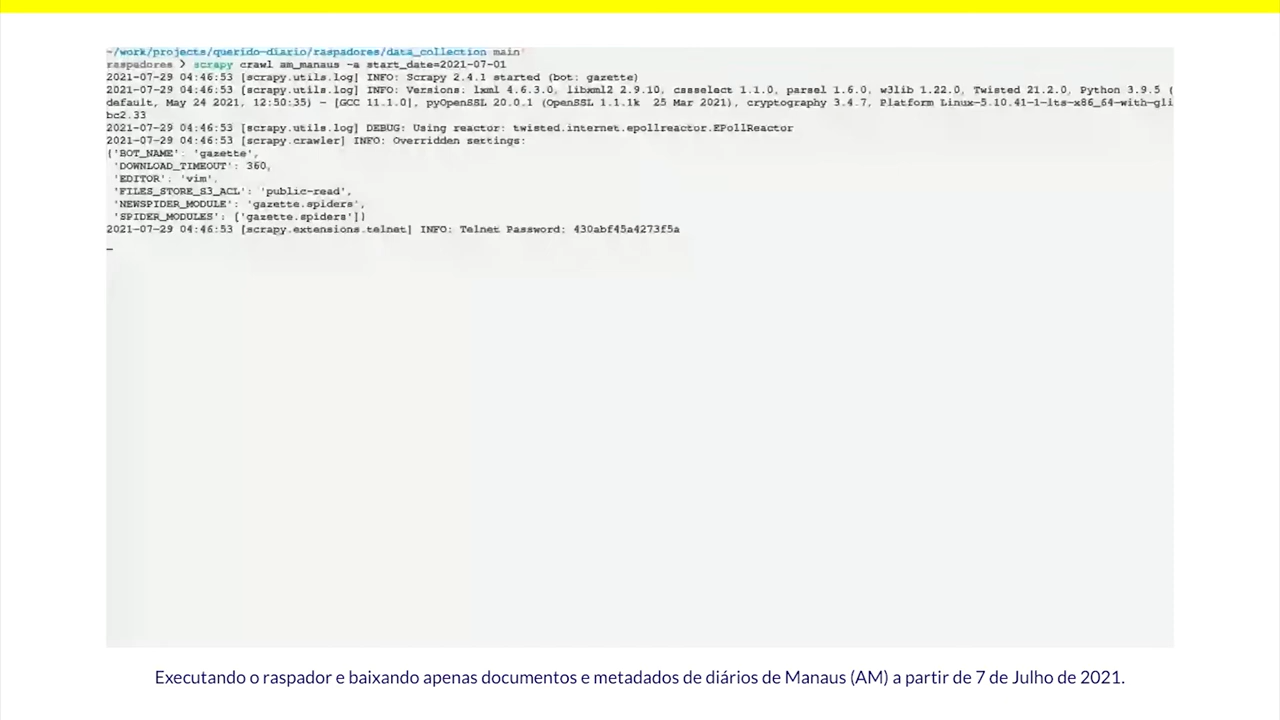 ~/work/projects/querido-diario/raspadores/data_collection main
raspadores ❯ scrapy crawl am_manaus -a start_date=2021-07-01
2021-07-29 04:46:53 [scrapy.utils.log] INFO: Scrapy 2.4.1 started (bot: gazette)
2021-07-29 04:46:53 [scrapy.utils.log] INFO: Versions: lxml 4.6.3.0, libxml2 2.9.10, cssselect 1.1.0, parsel 1.6.0, w3lib 1.22.0, Twisted 21.2.0, Python 3.9.5 (
default, May 24 2021, 12:50:35) - [GCC 11.1.0], pyOpenSSL 20.0.1 (OpenSSL 1.1.1k  25 Mar 2021), cryptography 3.4.7, Platform Linux-5.10.41-1-lts-x86_64-with-gli
bc2.33
2021-07-29 04:46:53 [scrapy.utils.log] DEBUG: Using reactor: twisted.internet.epollreactor.EPollReactor
2021-07-29 04:46:53 [scrapy.crawler] INFO: Overridden settings:
{'BOT_NAME': 'gazette',
 'DOWNLOAD_TIMEOUT': 360,
 'EDITOR': 'vim',
 'FILES_STORE_S3_ACL': 'public-read',
 'NEWSPIDER_MODULE': 'gazette.spiders',
 'SPIDER_MODULES': ['gazette.spiders']}
2021-07-29 04:46:53 [scrapy.extensions.telnet] INFO: Telnet Password: 430abf45a4273f5a
Executando o raspador e baixando apenas documentos e metadados de diários de Manaus (AM) a partir de 7 de Julho de 2021.